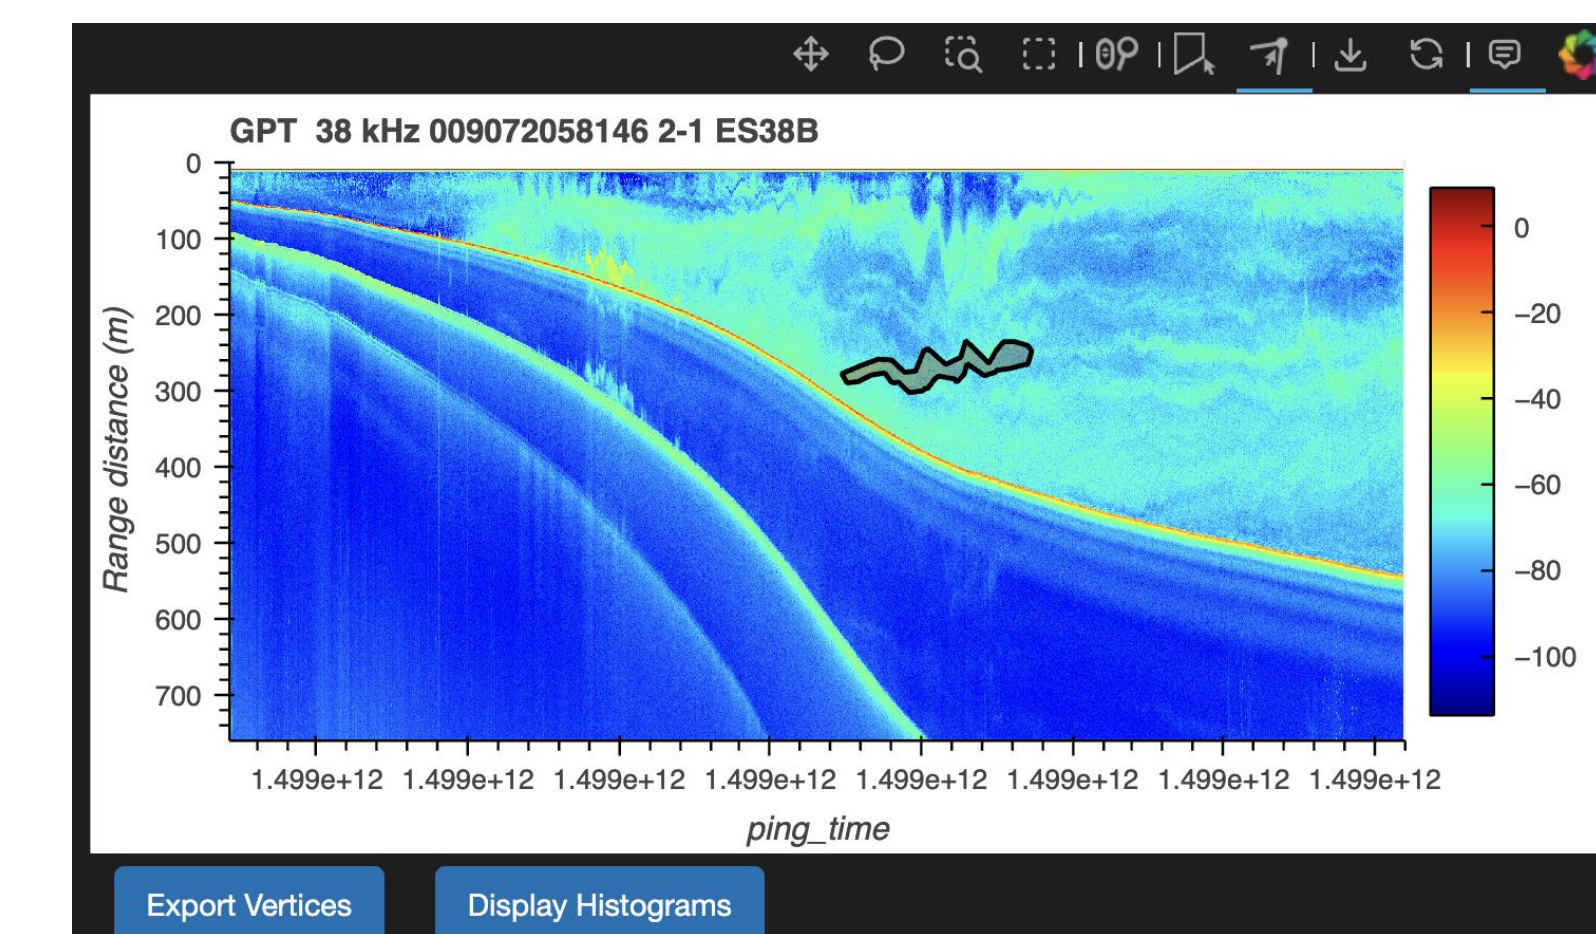 GPT  38 kHz 009072058146 2-1 ES38B
0
100
200
300
400
500
600
700
Range distance (m)
0
−20
−40
−60
−80
−100
1.499e+12 1.499e+12 1.499e+12 1.499e+12 1.499e+12 1.499e+12 1.499e+12 1.499e+12
ping_time
Export Vertices Display Histograms